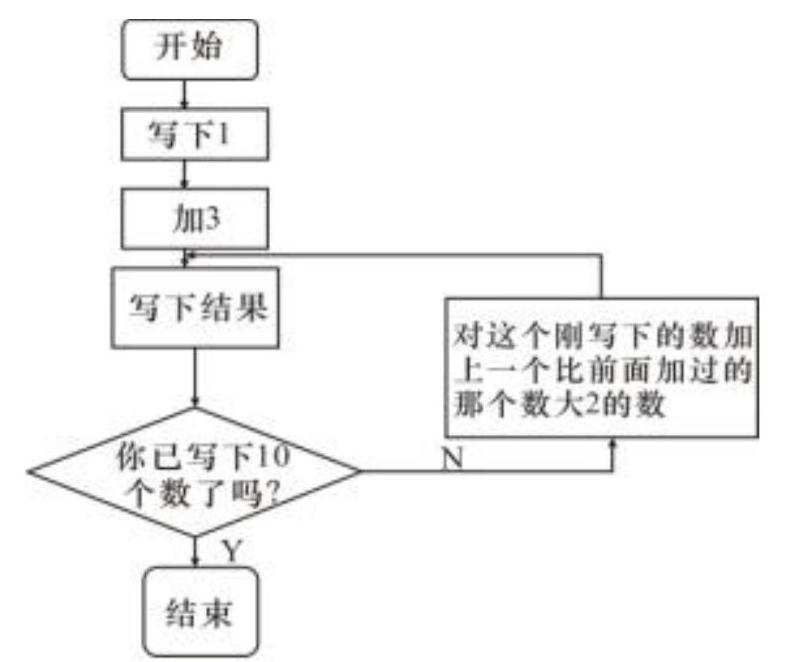 开始
写下1
加3
写下结果
对这个刚写下的数加
上一个比前面加过的
那个数大2的数
你已写下10
个数了吗?
N
Y
结束